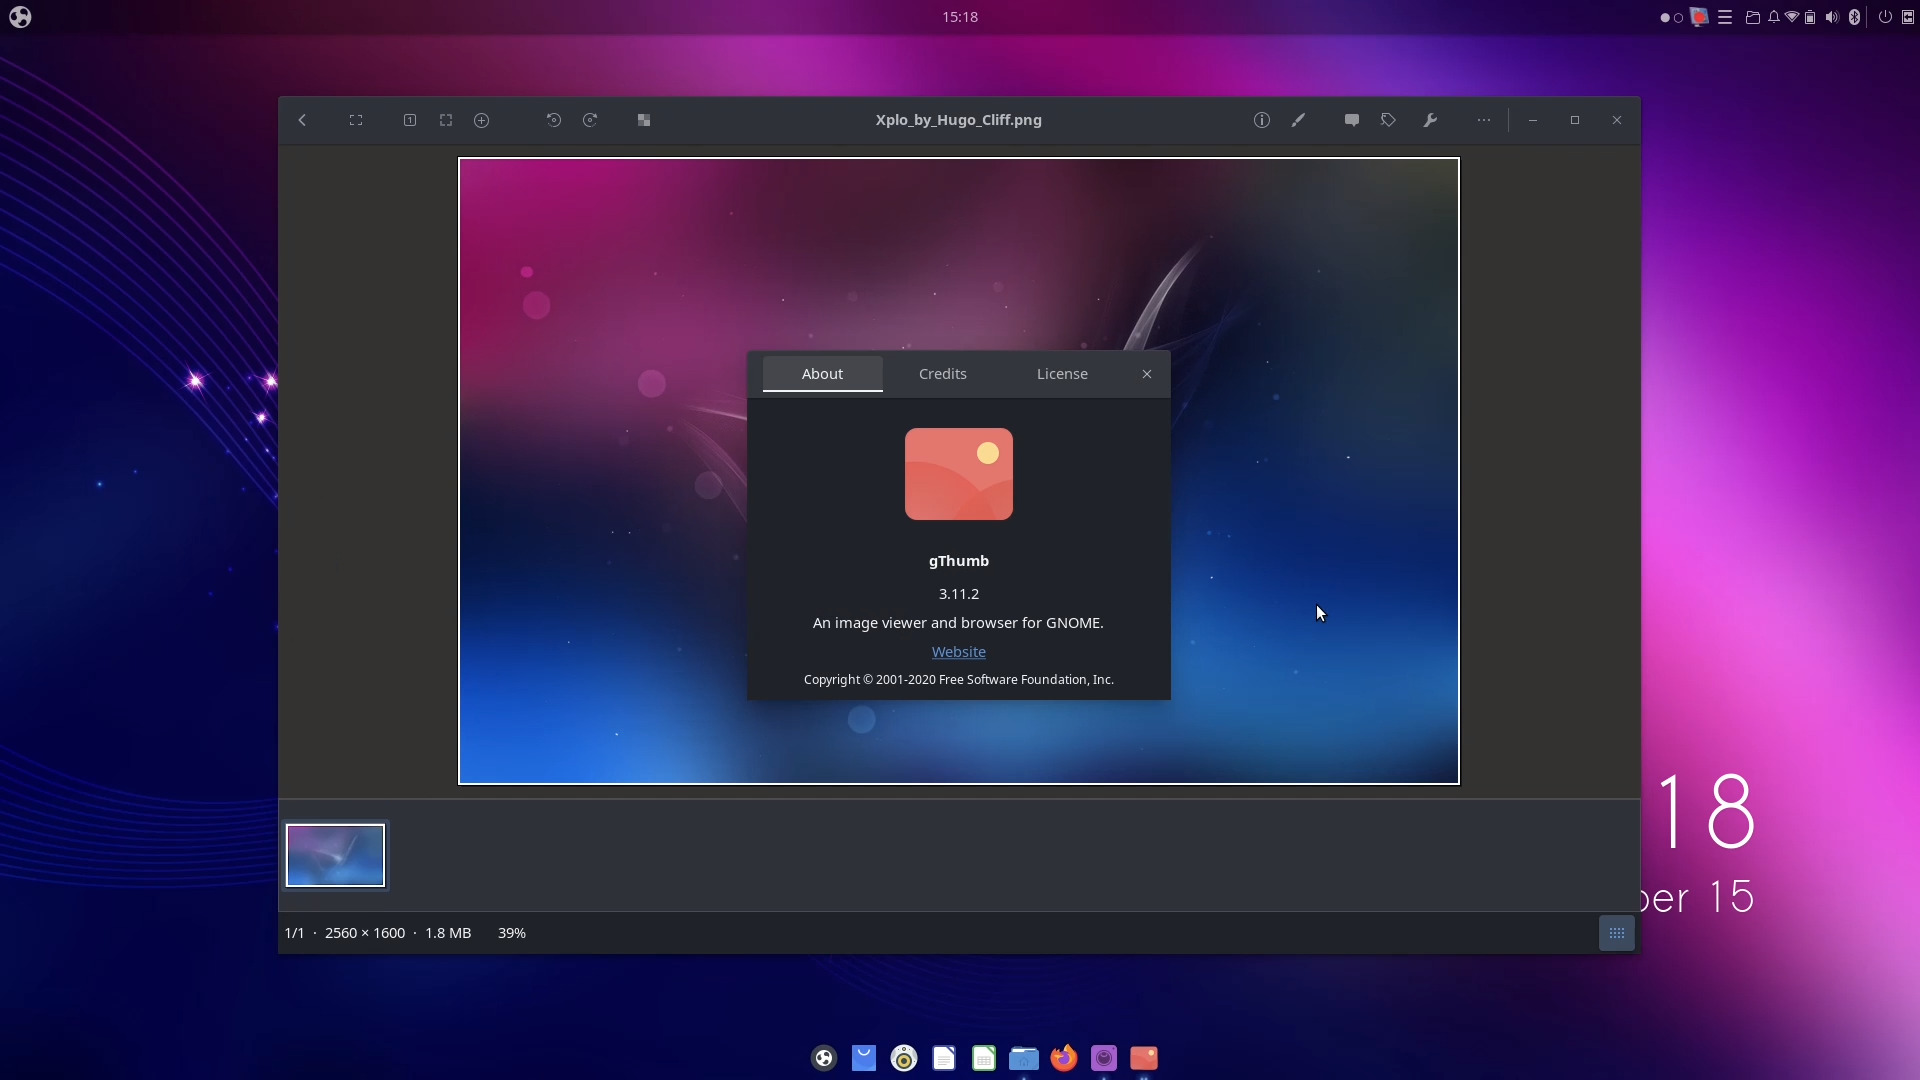 15:18
Xplo_by_Hugo_Cliff.png
About Credits License
gThumb
3.11.2
An image viewer and browser for GNOME.
Website
Copyright © 2001-2020 Free Software Foundation, Inc.
18
ber 15
1/1 · 2560 × 1600 · 1.8 MB 39%